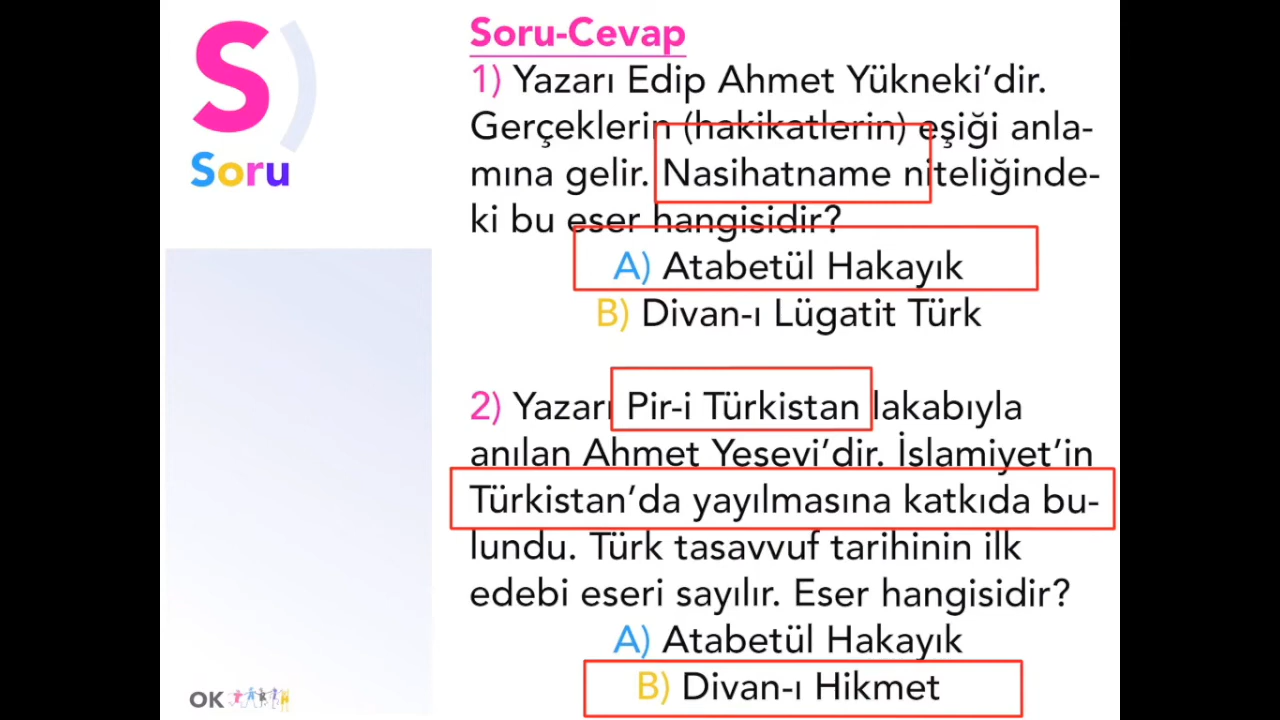 S)
Soru
Soru-Cevap
1) Yazarı Edip Ahmet Yükneki’dir.
Gerçeklerin (hakikatlerin) eşiği anla-
mına gelir. Nasihatname niteliğinde-
ki bu eser hangisidir?
A) Atabetül Hakayık
B) Divan-ı Lügatit Türk
2) Yazarı Pir-i Türkistan lakabıyla
anılan Ahmet Yesevi’dir. İslamiyet’in
Türkistan’da yayılmasına katkıda bu-
lundu. Türk tasavvuf tarihinin ilk
edebi eseri sayılır. Eser hangisidir?
A) Atabetül Hakayık
B) Divan-ı Hikmet
OK